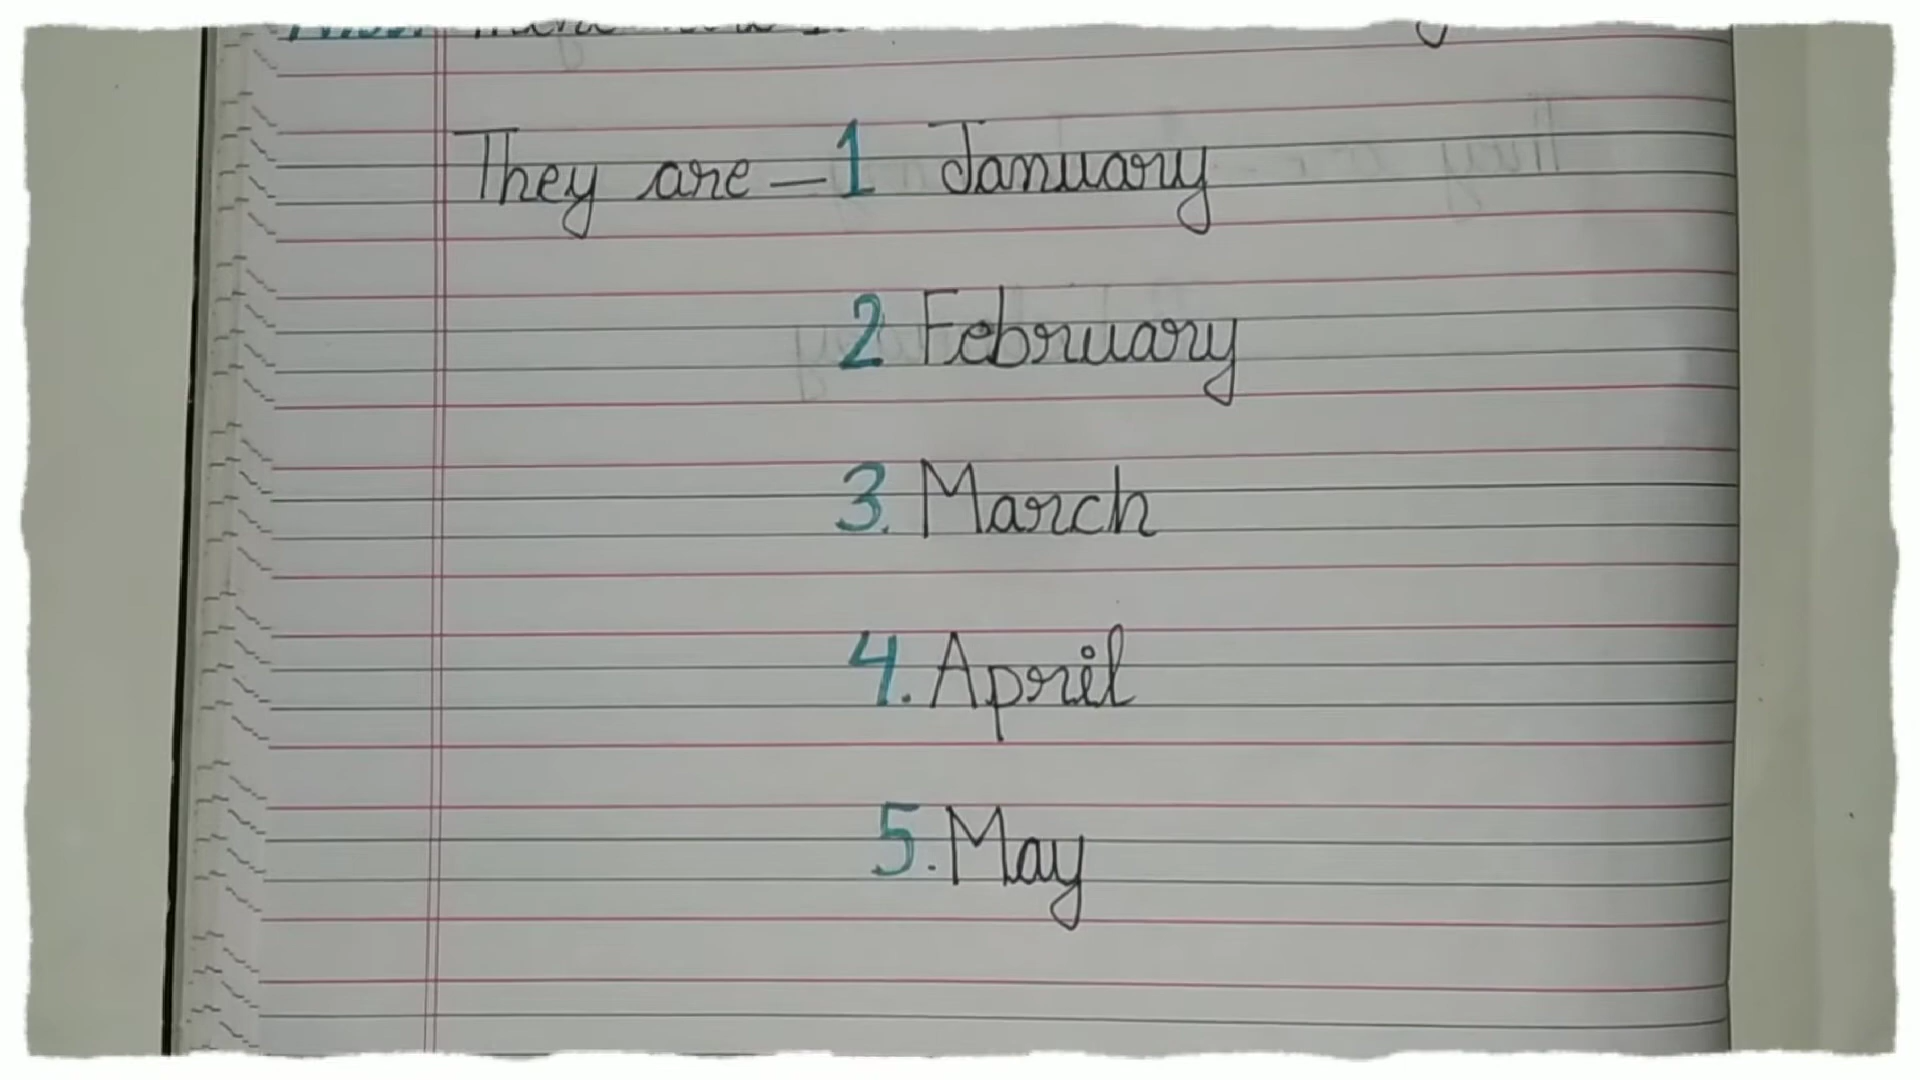 They are - 1 January
2 February
3. March
4. April
5. May